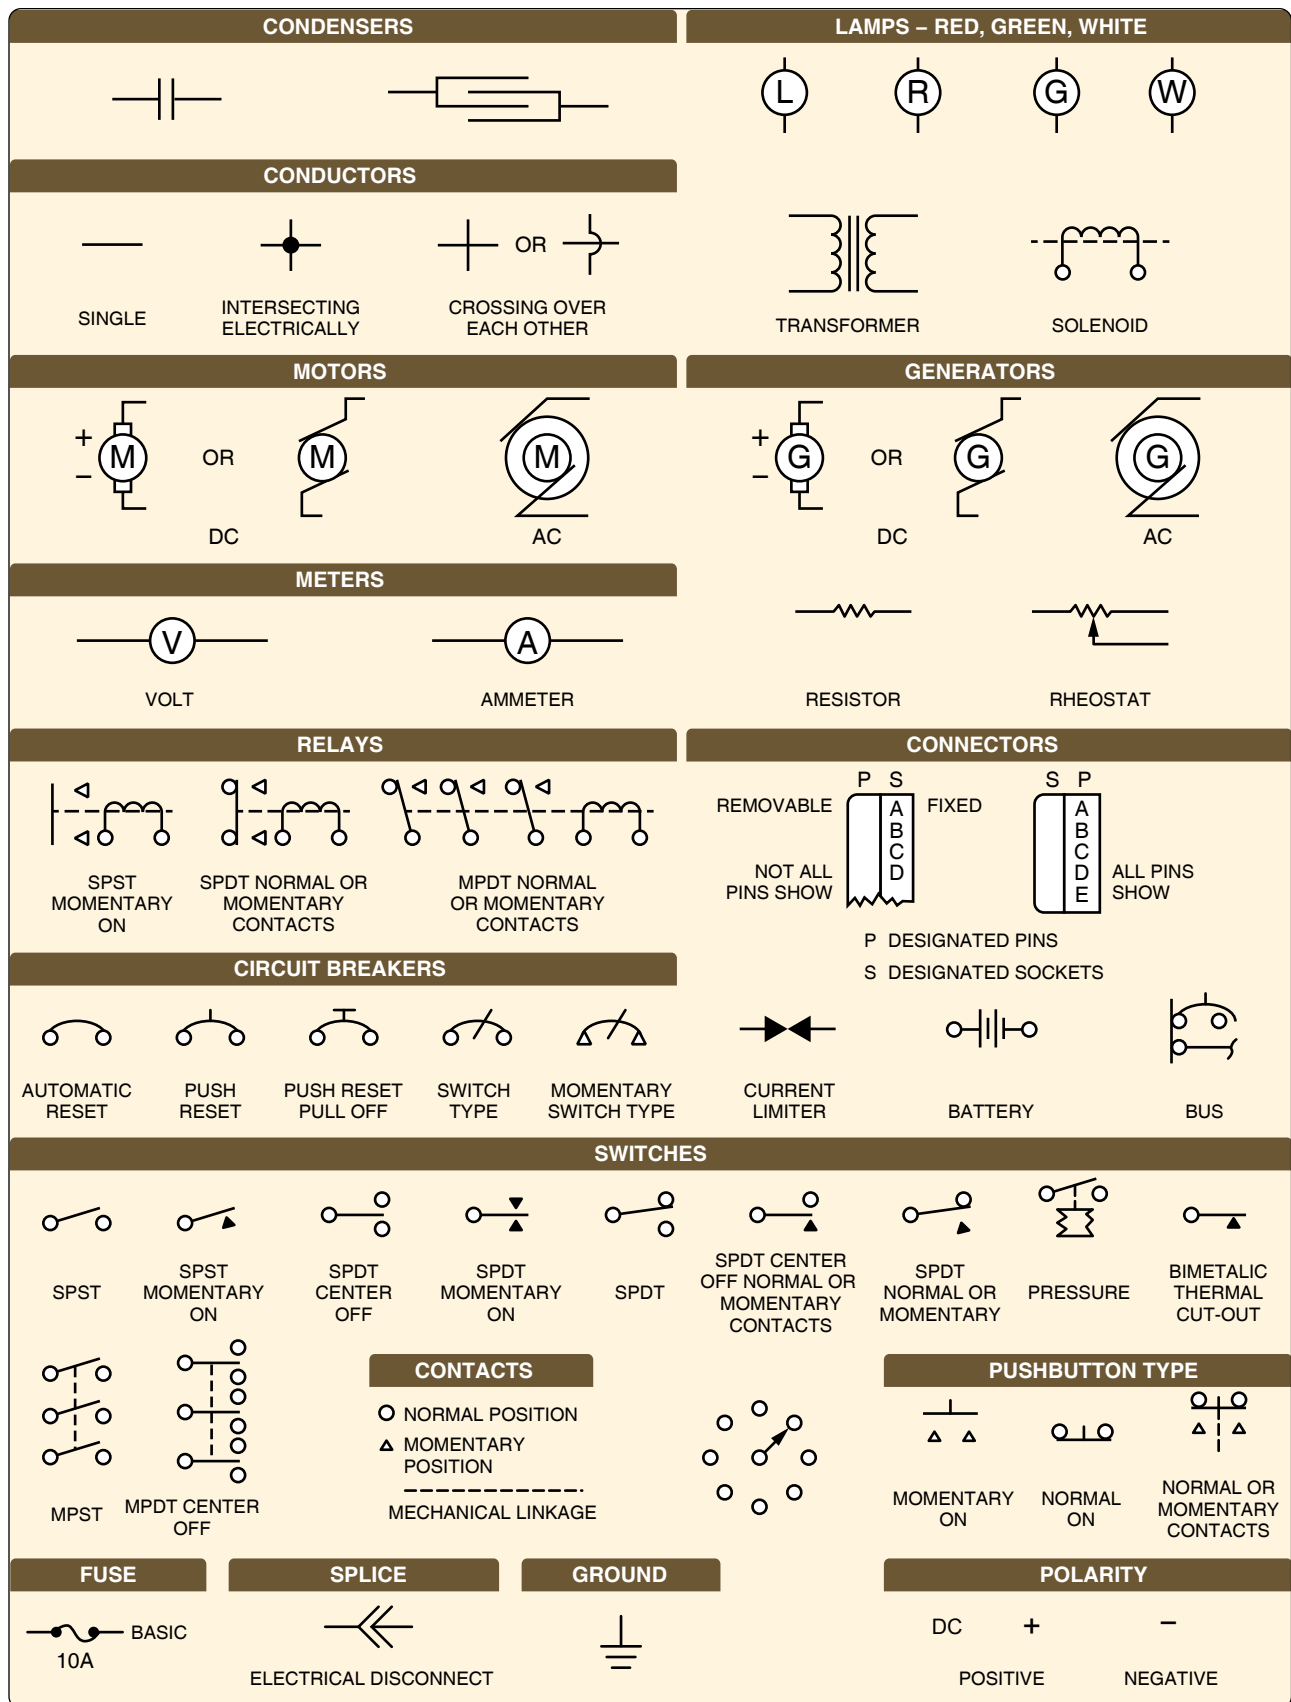 CONDENSERS
LAMPS – RED, GREEN, WHITE
L R G W
CONDUCTORS
OR
SINGLE
INTERSECTING
ELECTRICALLY
CROSSING OVER
EACH OTHER
TRANSFORMER
SOLENOID
MOTORS
+
–
M
OR
M
M
DC
AC
GENERATORS
+
–
G
OR
G
G
DC
AC
METERS
V
A
VOLT
AMMETER
RESISTOR
RHEOSTAT
RELAYS
SPST
MOMENTARY
ON
SPDT NORMAL OR
MOMENTARY
CONTACTS
MPDT NORMAL
OR MOMENTARY
CONTACTS
CONNECTORS
P S
REMOVABLE
FIXED
A
B
C
D
NOT ALL
PINS SHOW
S P
A
B
C
D
E
ALL PINS
SHOW
P DESIGNATED PINS
S DESIGNATED SOCKETS
CIRCUIT BREAKERS
AUTOMATIC
RESET
PUSH
RESET
PUSH RESET
PULL OFF
SWITCH
TYPE
MOMENTARY
SWITCH TYPE
CURRENT
LIMITER
BATTERY
BUS
SWITCHES
SPST
SPST
MOMENTARY
ON
SPDT
CENTER
OFF
SPDT
MOMENTARY
ON
SPDT
SPDT CENTER
OFF NORMAL OR
MOMENTARY
CONTACTS
SPDT
NORMAL OR
MOMENTARY
PRESSURE
BIMETALIC
THERMAL
CUT-OUT
MPST
MPDT CENTER
OFF
CONTACTS
NORMAL POSITION
MOMENTARY
POSITION
MECHANICAL LINKAGE
PUSHBUTTON TYPE
MOMENTARY
ON
NORMAL
ON
NORMAL OR
MOMENTARY
CONTACTS
FUSE
BASIC
10A
SPLICE
ELECTRICAL DISCONNECT
GROUND
POLARITY
DC + –
POSITIVE
NEGATIVE